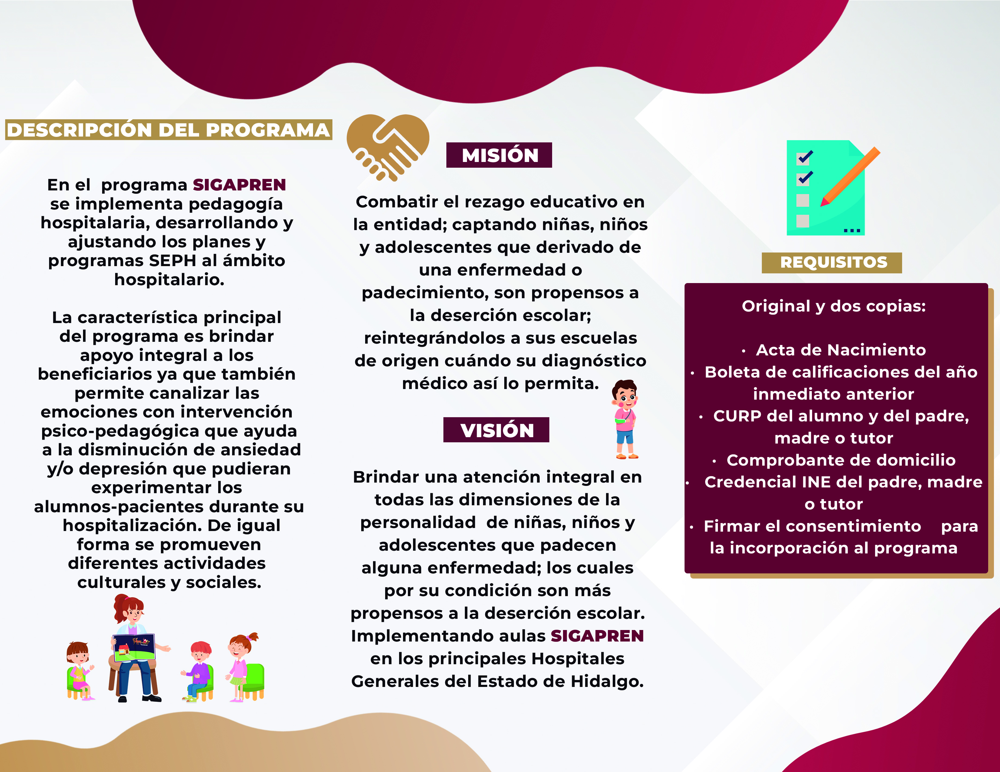 DESCRIPCIÓN DEL PROGRAMA
En el programa SIGAPREN
se implementa pedagogía
hospitalaria, desarrollando y
ajustando los planes y
programas SEPH al ámbito
hospitalario.
La característica principal
del programa es brindar
apoyo integral a los
beneficiarios ya que también
permite canalizar las
emociones con intervención
psico-pedagógica que ayuda
a la disminución de ansiedad
y/o depresión que pudieran
experimentar los
alumnos-pacientes durante su
hospitalización. De igual
forma se promueven
diferentes actividades
culturales y sociales.
MISIÓN
Combatir el rezago educativo en
la entidad; captando niñas, niños
y adolescentes que derivado de
una enfermedad o
padecimiento, son propensos a
la deserción escolar;
reintegrándolos a sus escuelas
de origen cuándo su diagnóstico
médico así lo permita.
VISIÓN
Brindar una atención integral en
todas las dimensiones de la
personalidad de niñas, niños y
adolescentes que padecen
alguna enfermedad; los cuales
por su condición son más
propensos a la deserción escolar.
Implementando aulas SIGAPREN
en los principales Hospitales
Generales del Estado de Hidalgo.
REQUISITOS
Original y dos copias:
· Acta de Nacimiento
· Boleta de calificaciones del año
inmediato anterior
· CURP del alumno y del padre,
madre o tutor
· Comprobante de domicilio
· Credencial INE del padre, madre
o tutor
· Firmar el consentimiento para
la incorporación al programa